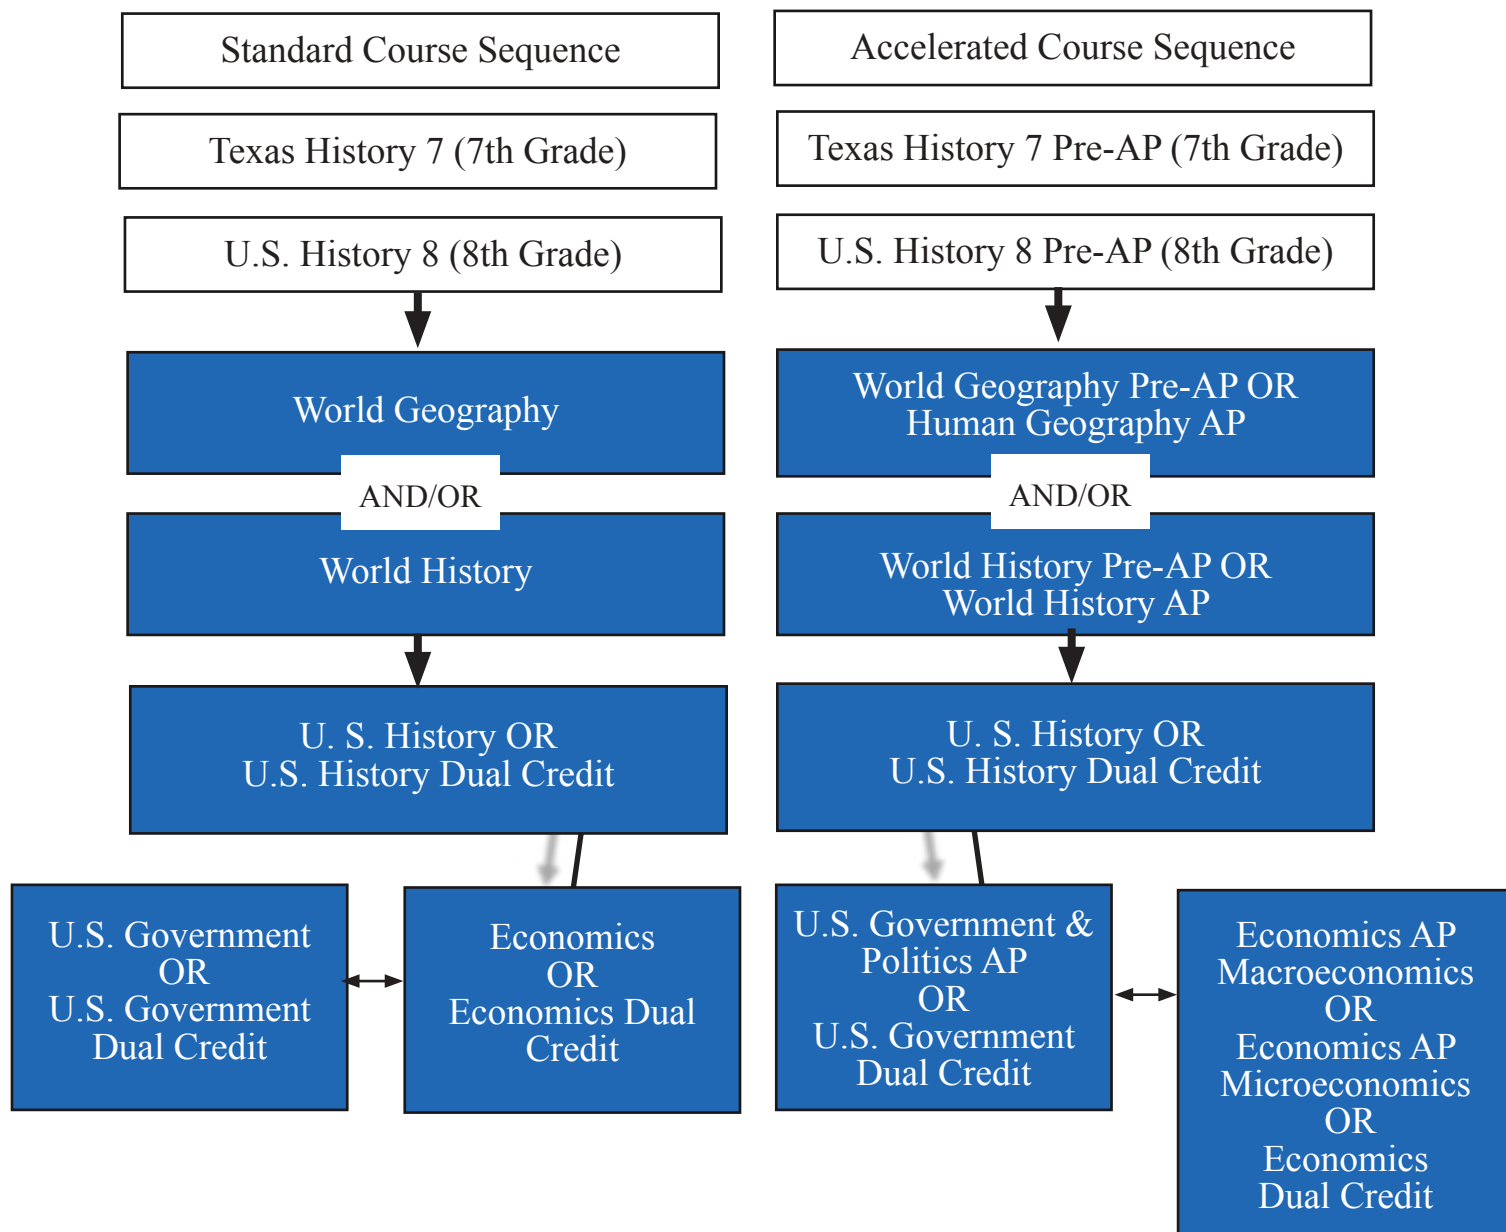 Standard Course Sequence
Texas History 7 (7th Grade)
U.S. History 8 (8th Grade)
World Geography
AND/OR
World History
U. S. History OR
U.S. History Dual Credit
U.S. Government
OR
U.S. Government
Dual Credit
Economics
OR
Economics Dual
Credit
Accelerated Course Sequence
Texas History 7 Pre-AP (7th Grade)
U.S. History 8 Pre-AP (8th Grade)
World Geography Pre-AP OR
Human Geography AP
AND/OR
World History Pre-AP OR
World History AP
U. S. History OR
U.S. History Dual Credit
U.S. Government &
Politics AP
OR
U.S. Government
Dual Credit
Economics AP
Macroeconomics
OR
Economics AP
Microeconomics
OR
Economics
Dual Credit